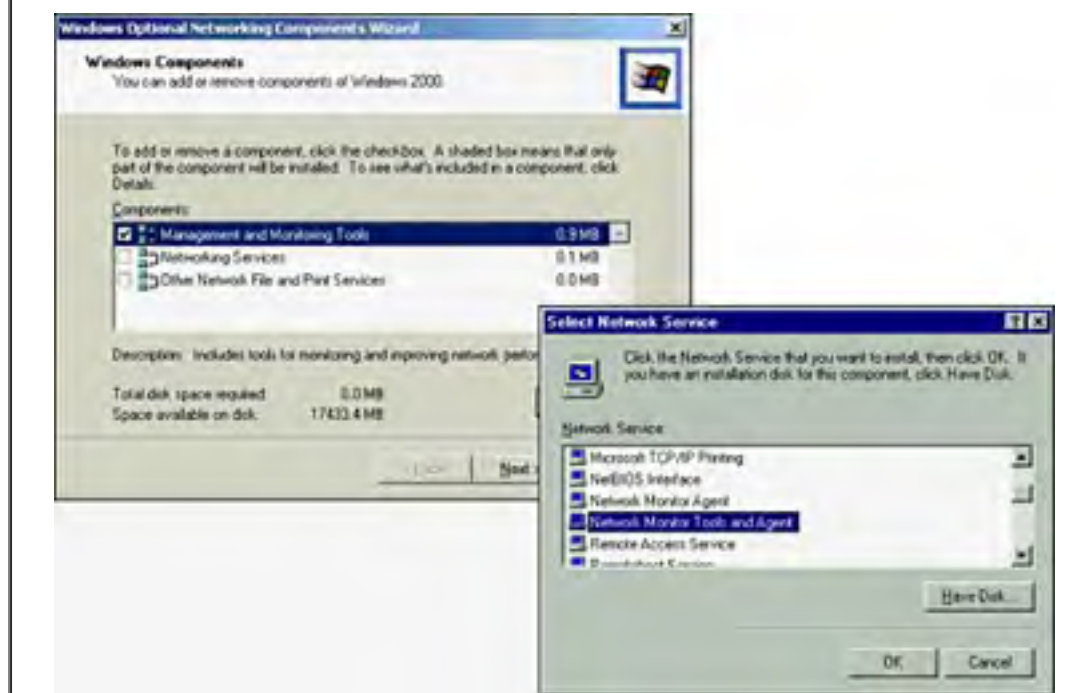 Windows Optional Networking Components Wizard
Windows Components
You can add or remove components of Windows 2000.
To add or remove a component, click the checkbox. A shaded box means that only
part of the component will be installed. To see what's included in a component, click
Details.
Components:
Management and Monitoring Tools 0.9 MB
Networking Services 0.1 MB
Other Network File and Print Services 0.0 MB
Description: Includes tools for monitoring and improving network
Total disk space required: 0.0 MB
Space available on disk: 17433.4 MB
Next >
Select Network Service
Click the Network Service that you want to install, then click OK. If
you have an installation disk for this component, click Have Disk.
Network Service:
Microsoft TCP/IP Printing
NetBIOS Interface
Network Monitor Agent
Network Monitor Tools and Agent
Remote Access Service
Have Disk...
OK
Cancel